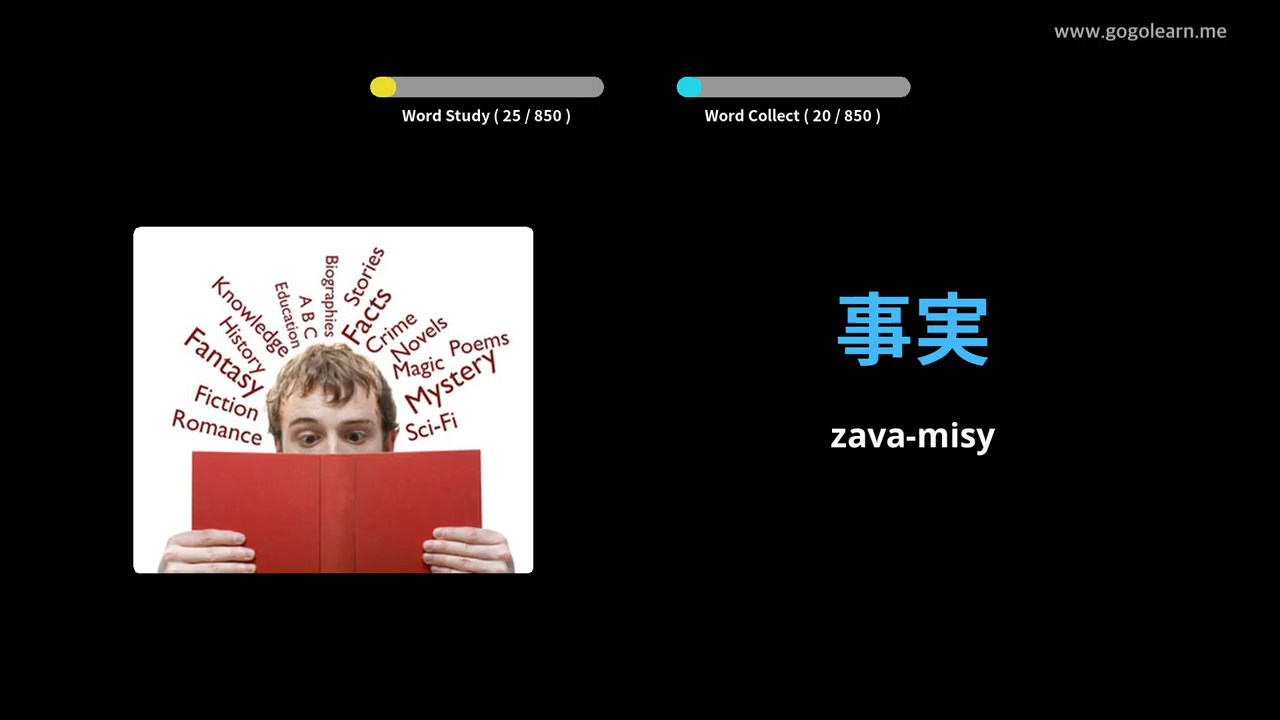 www.gogolearn.me
Word Study ( 25 / 850 )
Word Collect ( 20 / 850 )
Knowledge
Education
A B C
Biographies
Stories
Facts
History
Crime
Novels
Fantasy
Magic
Poems
Mystery
Fiction
Romance
Sci-Fi
事実
zava-misy